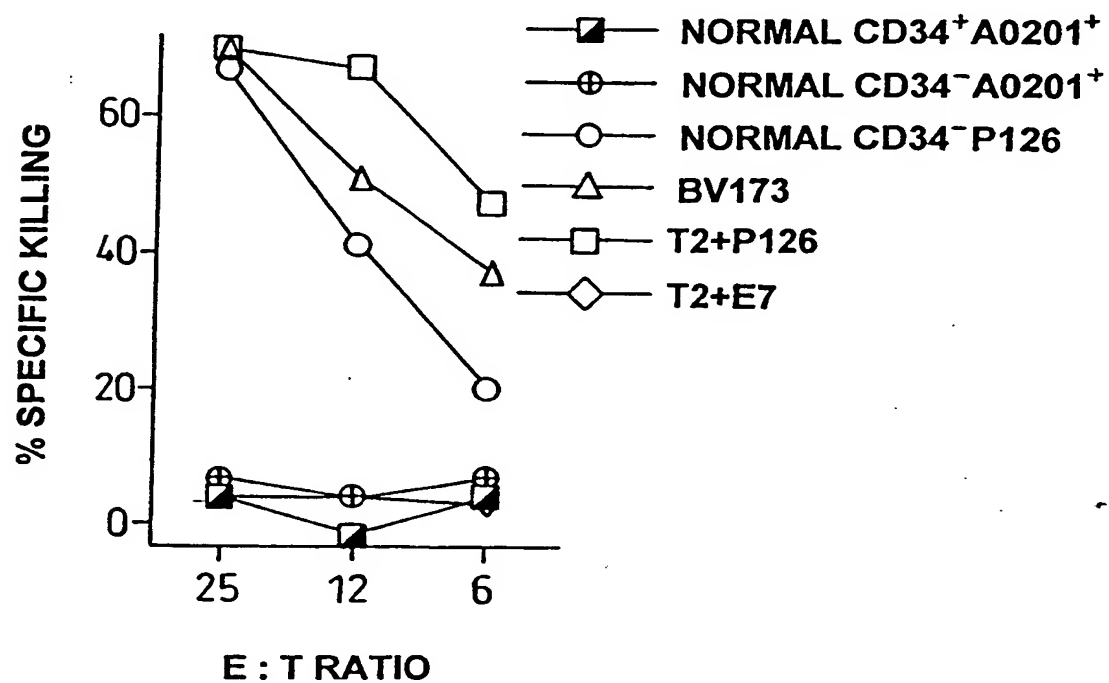 NORMAL CD34⁺A0201⁺
NORMAL CD34⁻A0201⁺
NORMAL CD34⁻P126
BV173
T2+P126
T2+E7
% SPECIFIC KILLING
60
40
20
0
25 12 6
E : T RATIO